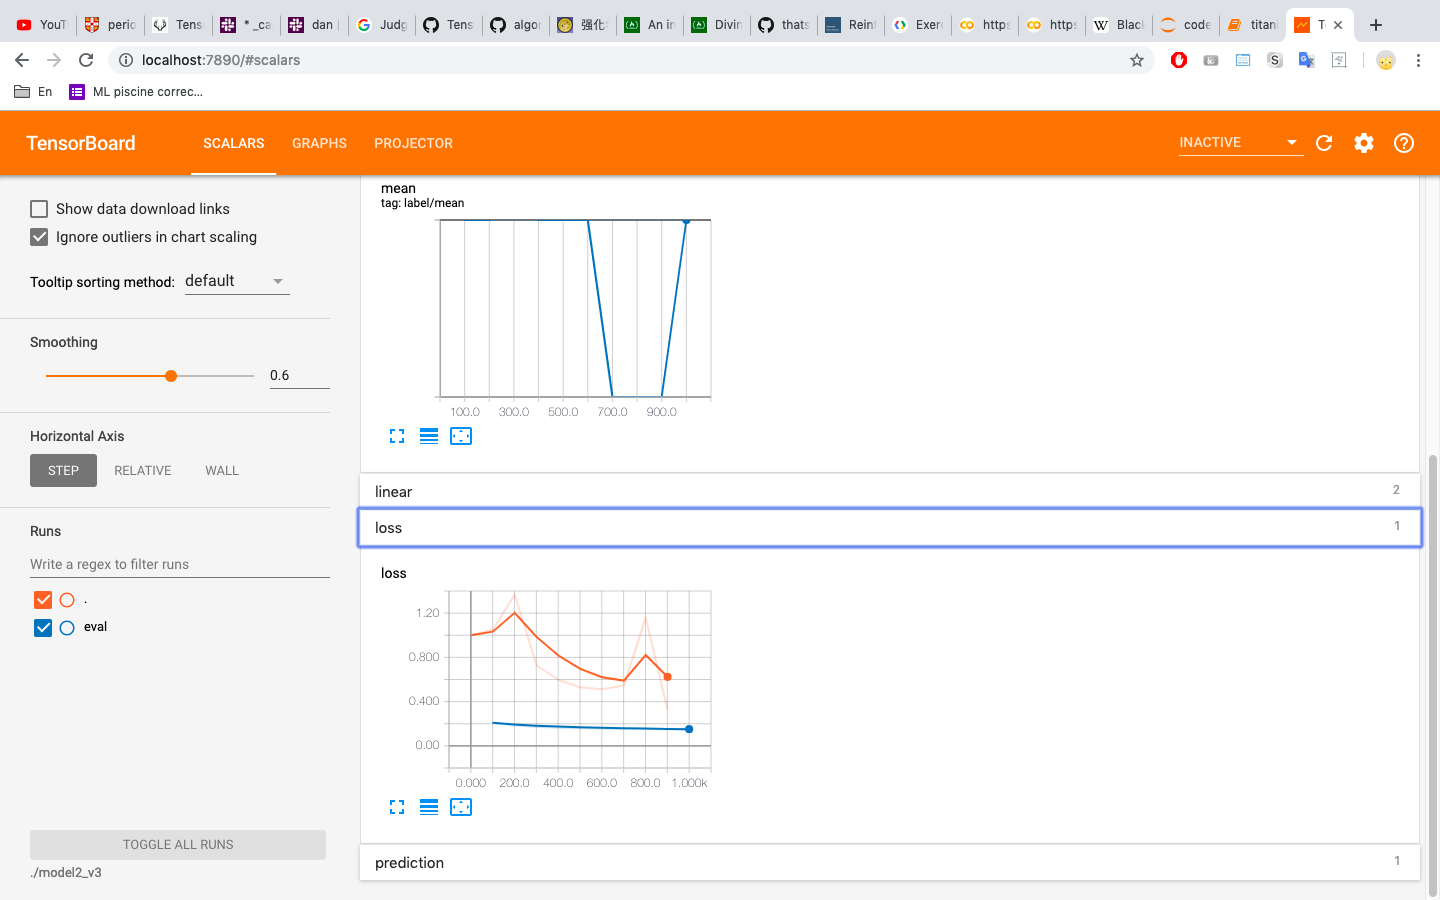 YouT perio Tens * _ca dan Judg Tens algor 强化 An in Divin thats Rein Exerc https https Blac code titani T
localhost:7890/#scalars
En ML piscine correc...
TensorBoard SCALARS GRAPHS PROJECTOR INACTIVE
Show data download links
Ignore outliers in chart scaling
Tooltip sorting method: default
Smoothing
0.6
Horizontal Axis
STEP RELATIVE WALL
Runs
Write a regex to filter runs
.
eval
TOGGLE ALL RUNS
./model2_v3
mean
tag: label/mean
100.0 300.0 500.0 700.0 900.0
linear 2
loss 1
loss
1.20
0.800
0.400
0.00
0.000 200.0 400.0 600.0 800.0 1.000k
prediction 1